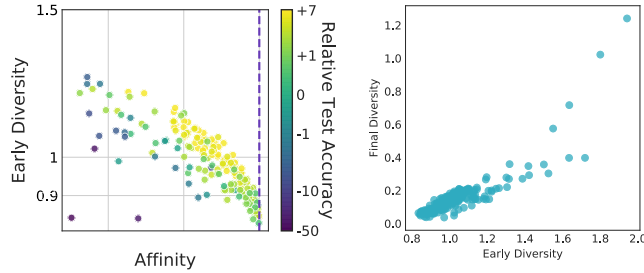 1.5
1
0.9
Early Diversity
Affinity
+7
+1
0
-1
-10
-50
Relative Test Accuracy
1.2
1.0
0.8
0.6
0.4
0.2
0.0
Final Diversity
0.8 1.0 1.2 1.4 1.6 1.8 2.0
Early Diversity